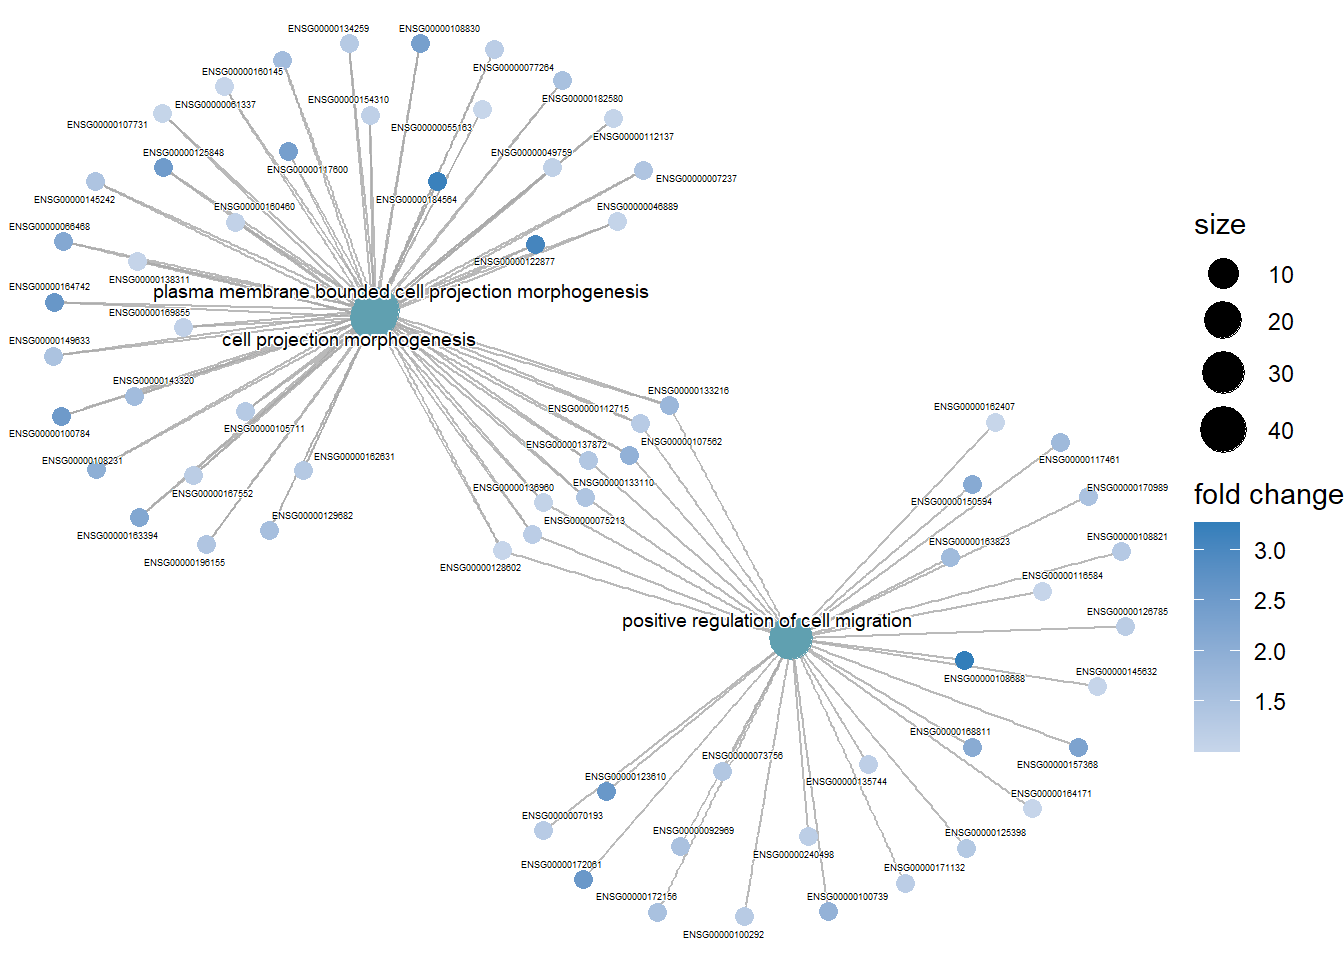 ENSG00000134259
ENSG00000108830
ENSG00000077264
ENSG00000160145
ENSG00000182580
ENSG00000061337
ENSG00000154310
ENSG00000107731
ENSG00000055163
ENSG00000112137
ENSG00000125848
ENSG00000049759
ENSG00000117600
ENSG00000007237
ENSG00000145242
ENSG00000184564
ENSG00000160460
ENSG00000046889
ENSG00000066468
ENSG00000122877
ENSG00000138311
ENSG00000164742
plasma membrane bounded cell projection morphogenesis
ENSG00000169855
cell projection morphogenesis
ENSG00000149633
ENSG00000143320
ENSG00000133216
ENSG00000112715
ENSG00000162407
ENSG00000105711
ENSG00000100784
ENSG00000107562
ENSG00000137872
ENSG00000162631
ENSG00000117461
ENSG00000108231
ENSG00000136960
ENSG00000133110
ENSG00000170989
ENSG00000167552
ENSG00000150594
ENSG00000129682
ENSG00000075213
ENSG00000163394
ENSG00000163823
ENSG00000108821
ENSG00000196155
ENSG00000128602
ENSG00000116584
ENSG00000126785
positive regulation of cell migration
ENSG00000145632
ENSG00000108688
ENSG00000168811
ENSG00000073756
ENSG00000157368
ENSG00000123610
ENSG00000135744
ENSG00000164171
ENSG00000070193
ENSG00000092969
ENSG00000125398
ENSG00000240498
ENSG00000172061
ENSG00000171132
ENSG00000172156
ENSG00000100739
ENSG00000100292
size
10
20
30
40
fold change
3.0
2.5
2.0
1.5